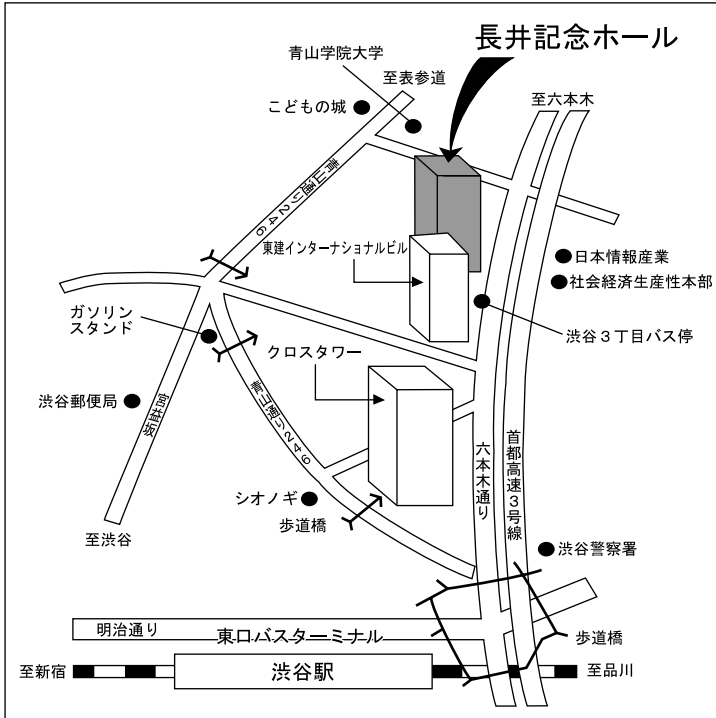 長井記念ホール
青山学院大学
至表参道
こどもの城
至六本木
青山通り246
東建インターナショナルビル
日本情報産業
社会経済生産性本部
ガソリン
スタンド
渋谷3丁目バス停
クロスタワー
渋谷郵便局
宮益坂
青山通り246
六本木通り
首都高速3号線
シオノギ
歩道橋
至渋谷
渋谷警察署
明治通り
東口バスターミナル
歩道橋
至新宿
渋谷駅
至品川